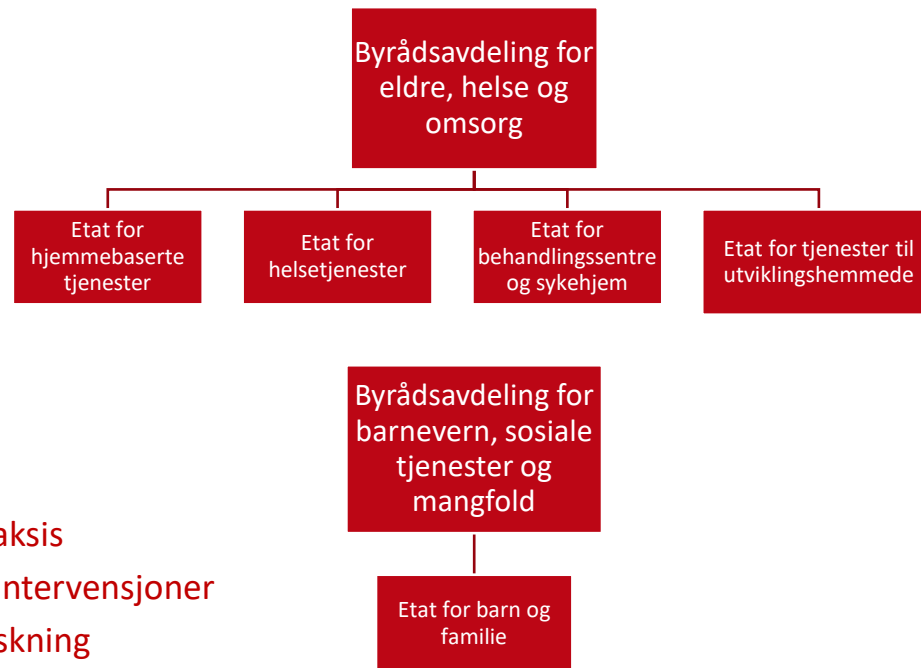 Byrådsavdeling for
eldre, helse og
omsorg
Etat for
hjemmebaserte
tjenester
Etat for
helsetjenester
Etat for
behandlingssentre
og sykehjem
Etat for tjenester til
utviklingshemmede
Byrådsavdeling for
barnevern, sosiale
tjenester og
mangfold
Etat for barn og
familie
aksis
intervensjoner
skning